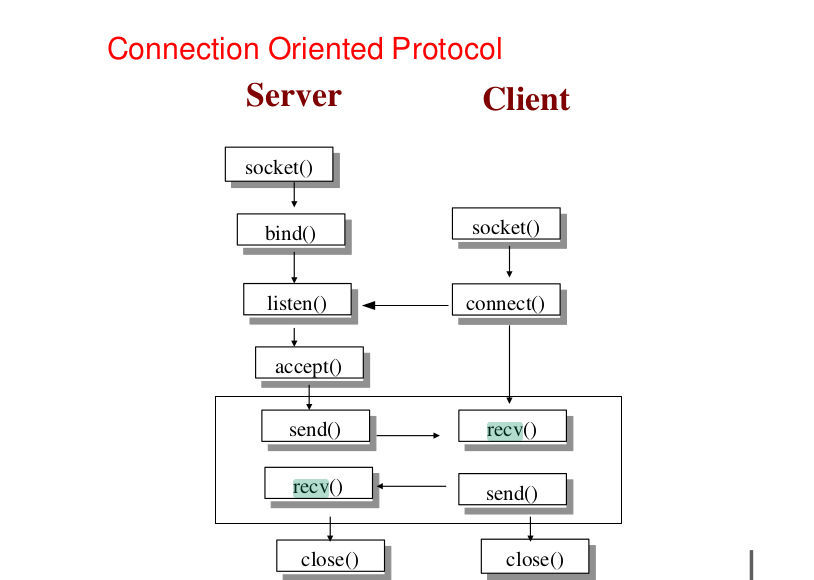 Connection Oriented Protocol
Server
Client
socket()
bind()
socket()
listen()
connect()
accept()
send()
recv()
recv()
send()
close()
close()